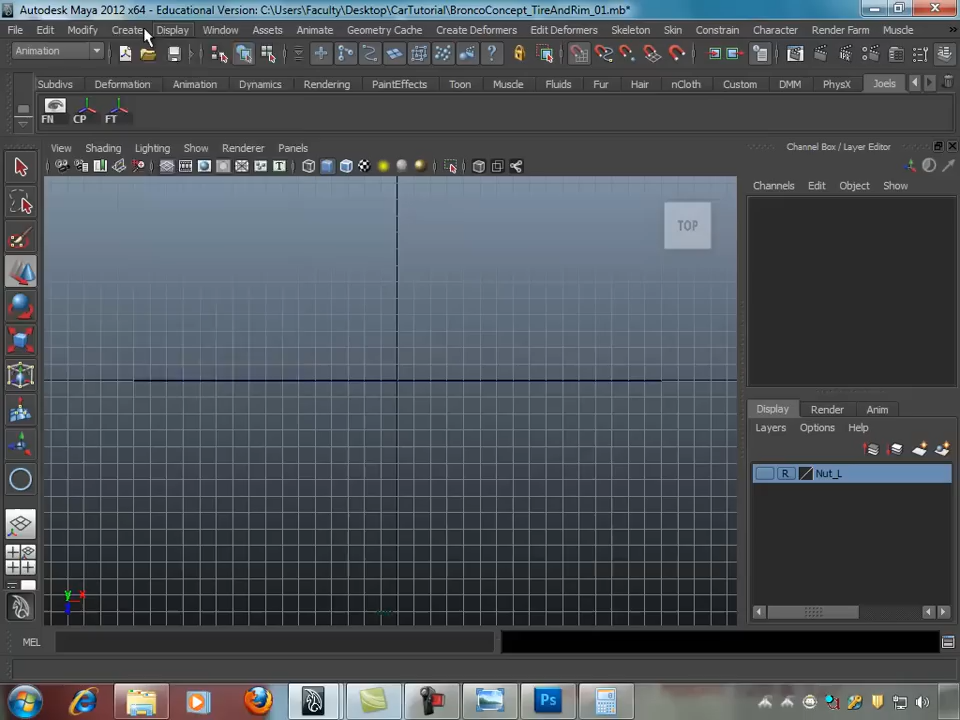 Autodesk Maya 2012 x64 - Educational Version: C:\Users\Faculty\Desktop\CarTutorial\BroncoConcept_TireAndRim_01.mb*
File Edit Modify Create Display Window Assets Animate Geometry Cache Create Deformers Edit Deformers Skeleton Skin Constrain Character Render Farm Muscle
Animation
Subdivs Deformation Animation Dynamics Rendering PaintEffects Toon Muscle Fluids Fur Hair nCloth Custom DMM PhysX Joels
FN CP FT
View Shading Lighting Show Renderer Panels
Channel Box / Layer Editor
Channels Edit Object Show
TOP
Display Render Anim
Layers Options Help
R Nut_L
y x
z
MEL
Ps